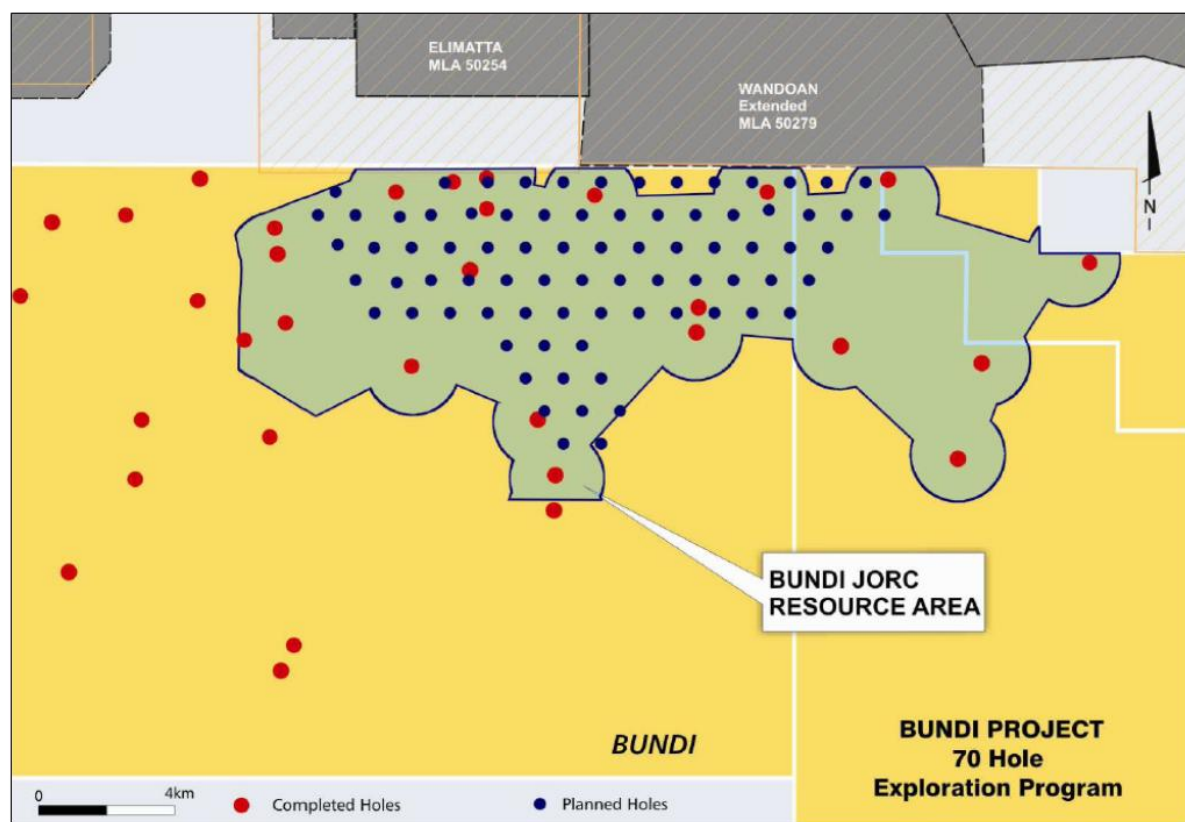 ELIMATTA
MLA 50254
WANDOAN
Extended
MLA 50279
N
BUNDI JORC
RESOURCE AREA
BUNDI
BUNDI PROJECT
70 Hole
Exploration Program
0 4km
Completed Holes
Planned Holes